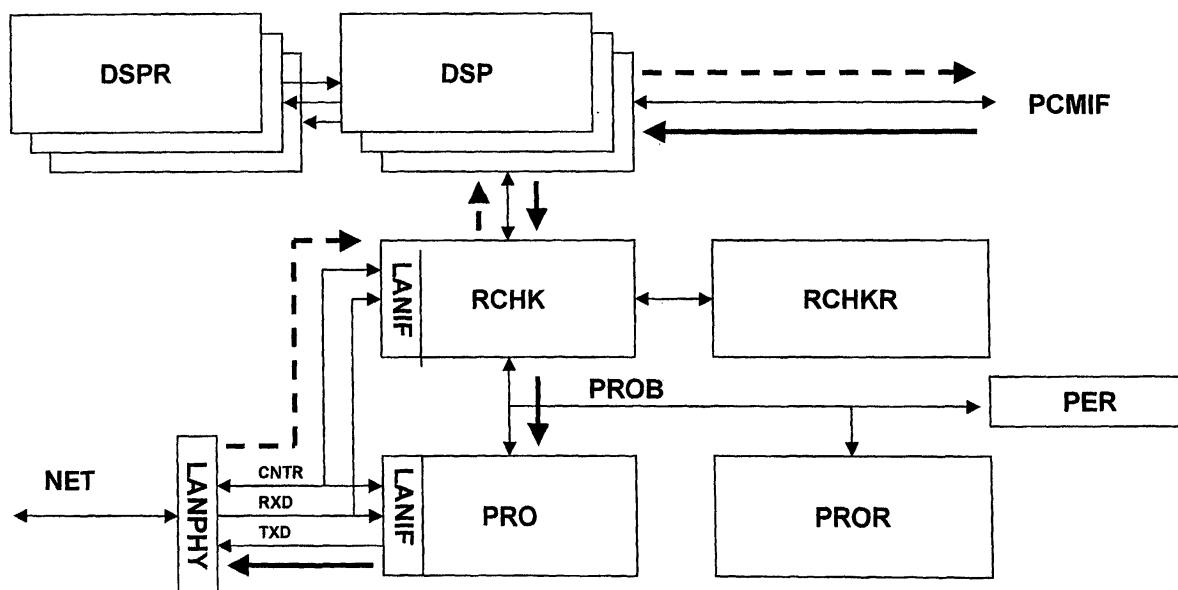 DSPR
DSP
PCMIF
LANIF
RCHK
RCHKR
PROB
PER
NET
LANPHY
CNTR
RXD
TXD
LANIF
PRO
PROR